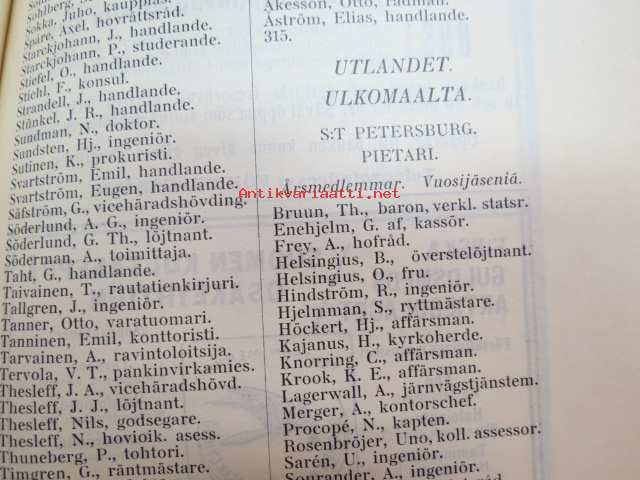 Sohlberg,
Sokka, Juho, kauppias.
Spåre, Axel, hovrättsråd.
Starckjohann, J., handlande.
Starckjohann, P., studerande.
Stiefel, O., handlande.
Stiehl, F., konsul.
Strandell, J., handlande.
Stünkel, J. R., handlande.
Sundman, N., doktor.
Sundsten, Hj., ingeniör.
Sutinen, K., prokuristi.
Svartström, Emil, handlande.
Svartström, Eugen, handlande.
Säfström, G., vicehäradshövding.
Söderlund, A. G., ingeniör.
Söderlund, G. Th., löjtnant.
Söderman, A., toimittaja.
Taht, G., handlande.
Taivainen, T., rautatienkirjuri.
Tallgren, J., ingeniör.
Tanner, Otto, varatuomari.
Tanninen, Emil, konttoristi.
Tarvainen, A., ravintoloitsija.
Tervola, V. T., pankinvirkamies.
Thesleff, J. A., vicehäradshövd.
Thesleff, J. J., löjtnant.
Thesleff, Nils, godsegare.
Thesleff, N., hovioik. asess.
Thuneberg, P., tohtori.
Timgren, G., räntmästare.
Åkesson, Otto, rådman.
Åström, Elias, handlande.
315.
UTLANDET.
ULKOMAALTA.
S:T PETERSBURG.
PIETARI.
Årsmedlemmar. Vuosijäseniä.
Antikvariaatti.net
Bruun, Th., baron, verkl. statsr.
Enehjelm, G. af, kassör.
Frey, A., hofråd.
Helsingius, B., överstelöjtnant.
Helsingius, O., fru.
Hindström, R., ingeniör.
Hjelmman, S., ryttmästare.
Höckert, Hj., affärsman.
Kajanus, H., kyrkoherde.
Knorring, C., affärsman.
Krook, K. E., affärsman.
Lagerwall, A., järnvägstjänstem.
Merger, A., kontorschef.
Procopé, N., kapten.
Rosenbröjer, Uno, koll. assessor.
Sarén, U., ingeniör.
Sourander, A., ingeniör.